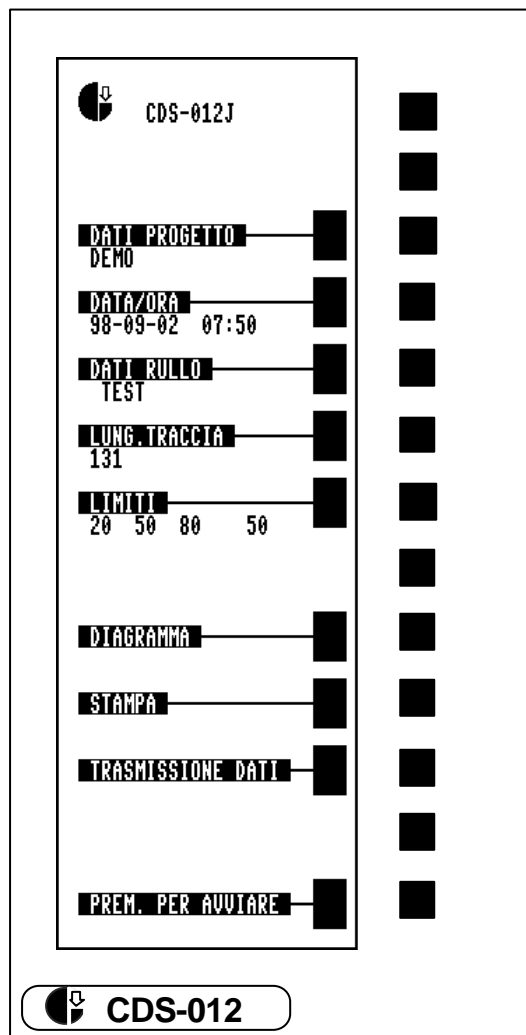 CDS-012J
DATI PROGETTO
DEMO
DATA/ORA
98-09-02 07:50
DATI RULLO
TEST
LUNG.TRACCIA
131
LIMITI
20 50 80 50
DIAGRAMMA
STAMPA
TRASMISSIONE DATI
PREM. PER AVVIARE
CDS-012